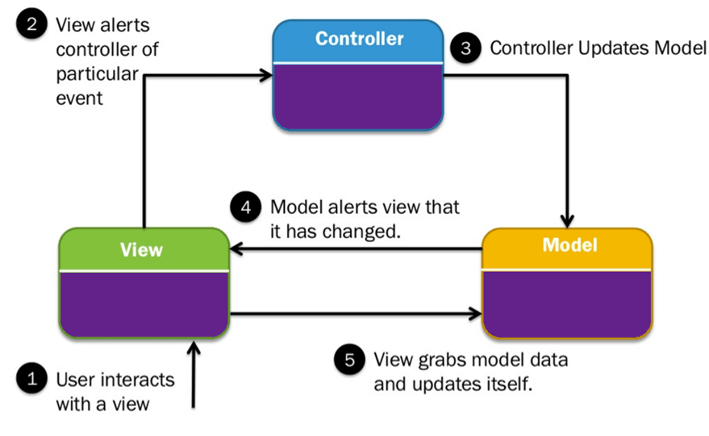 2 View alerts
controller of
particular
event
Controller
3 Controller Updates Model
4 Model alerts view that
it has changed.
View
Model
5 View grabs model data
and updates itself.
1 User interacts
with a view